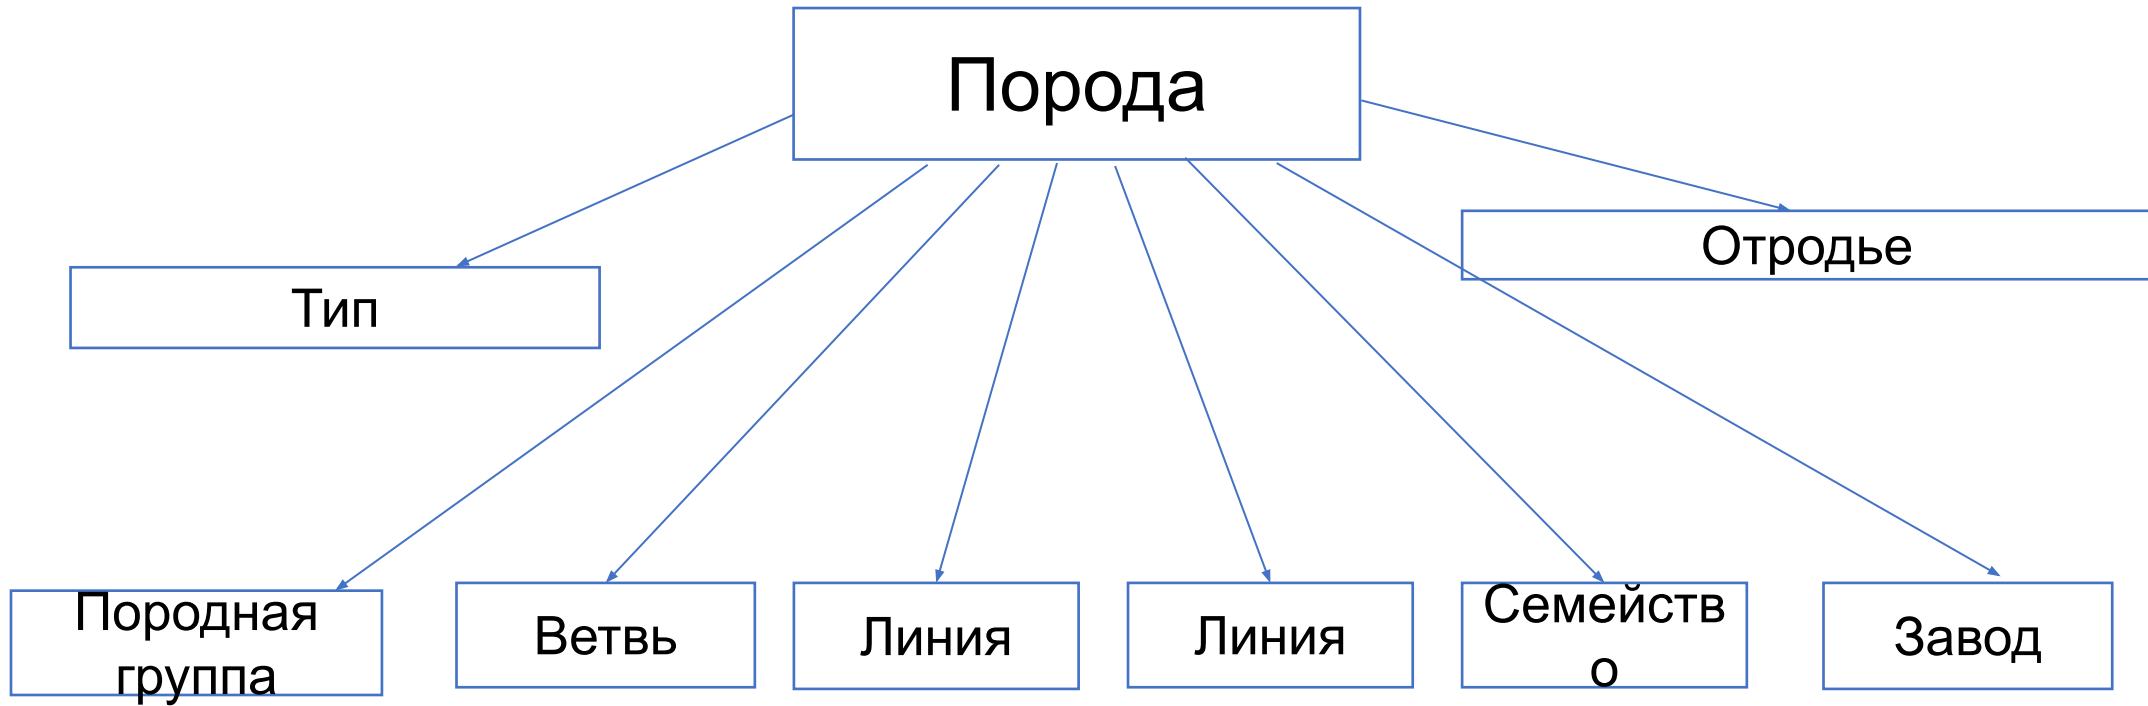 Порода
Отродье
Тип
Породная
группа
Ветвь
Линия
Линия
Семейств
о
Завод